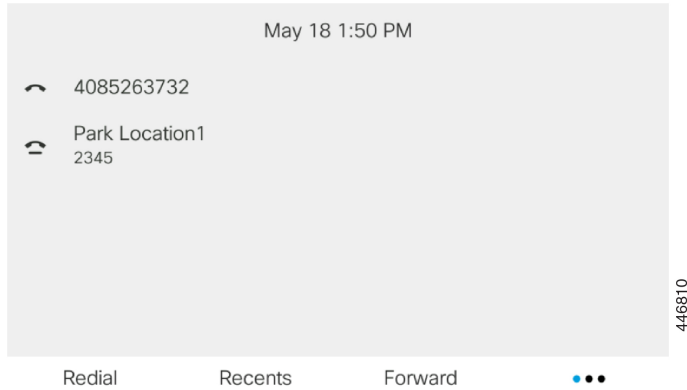 May 18 1:50 PM
4085263732
Park Location1
2345
446810
Redial Recents Forward